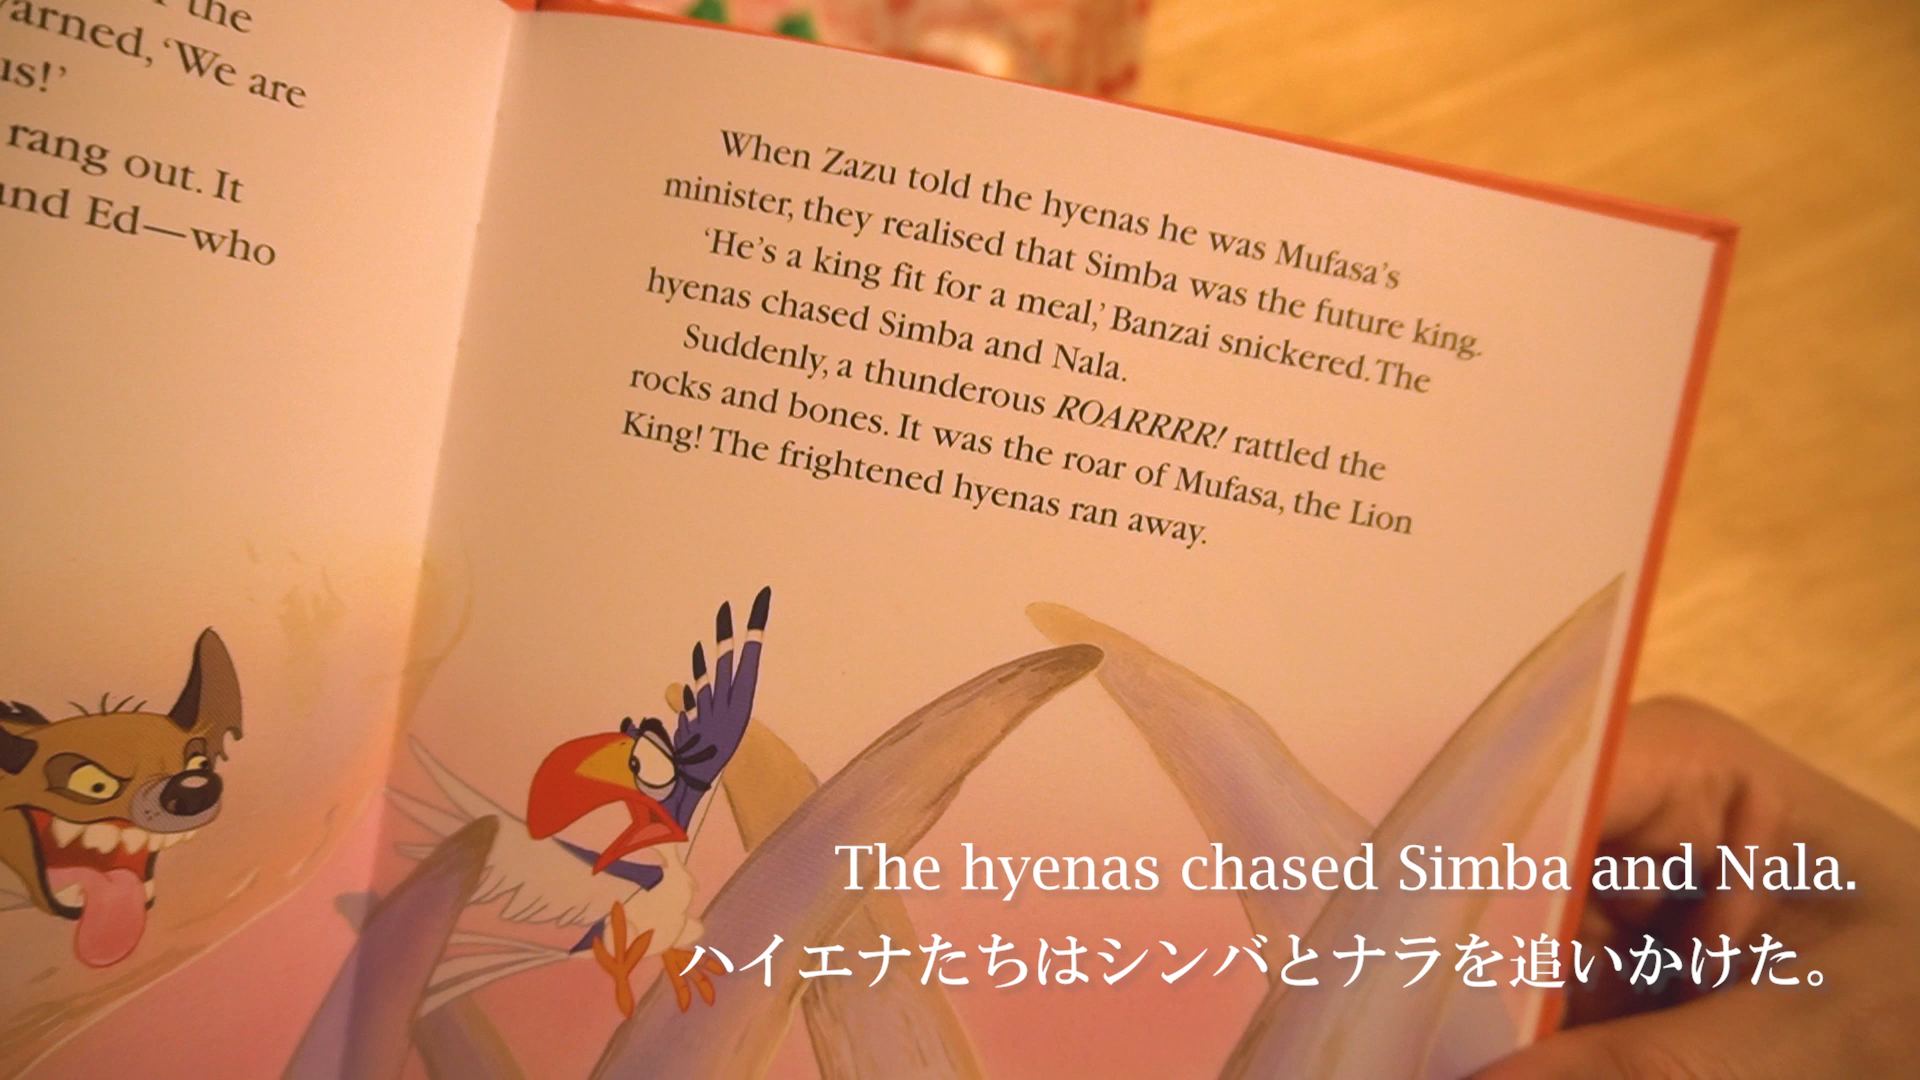 the
arned, ‘We are
us!’
rang out. It
and Ed—who
When Zazu told the hyenas he was Mufasa’s
minister, they realised that Simba was the future king.
‘He’s a king fit for a meal,’ Banzai snickered. The
hyenas chased Simba and Nala.
Suddenly, a thunderous ROARRRR! rattled the
rocks and bones. It was the roar of Mufasa, the Lion
King! The frightened hyenas ran away.
The hyenas chased Simba and Nala.
ハイエナたちはシンバとナラを追いかけた。